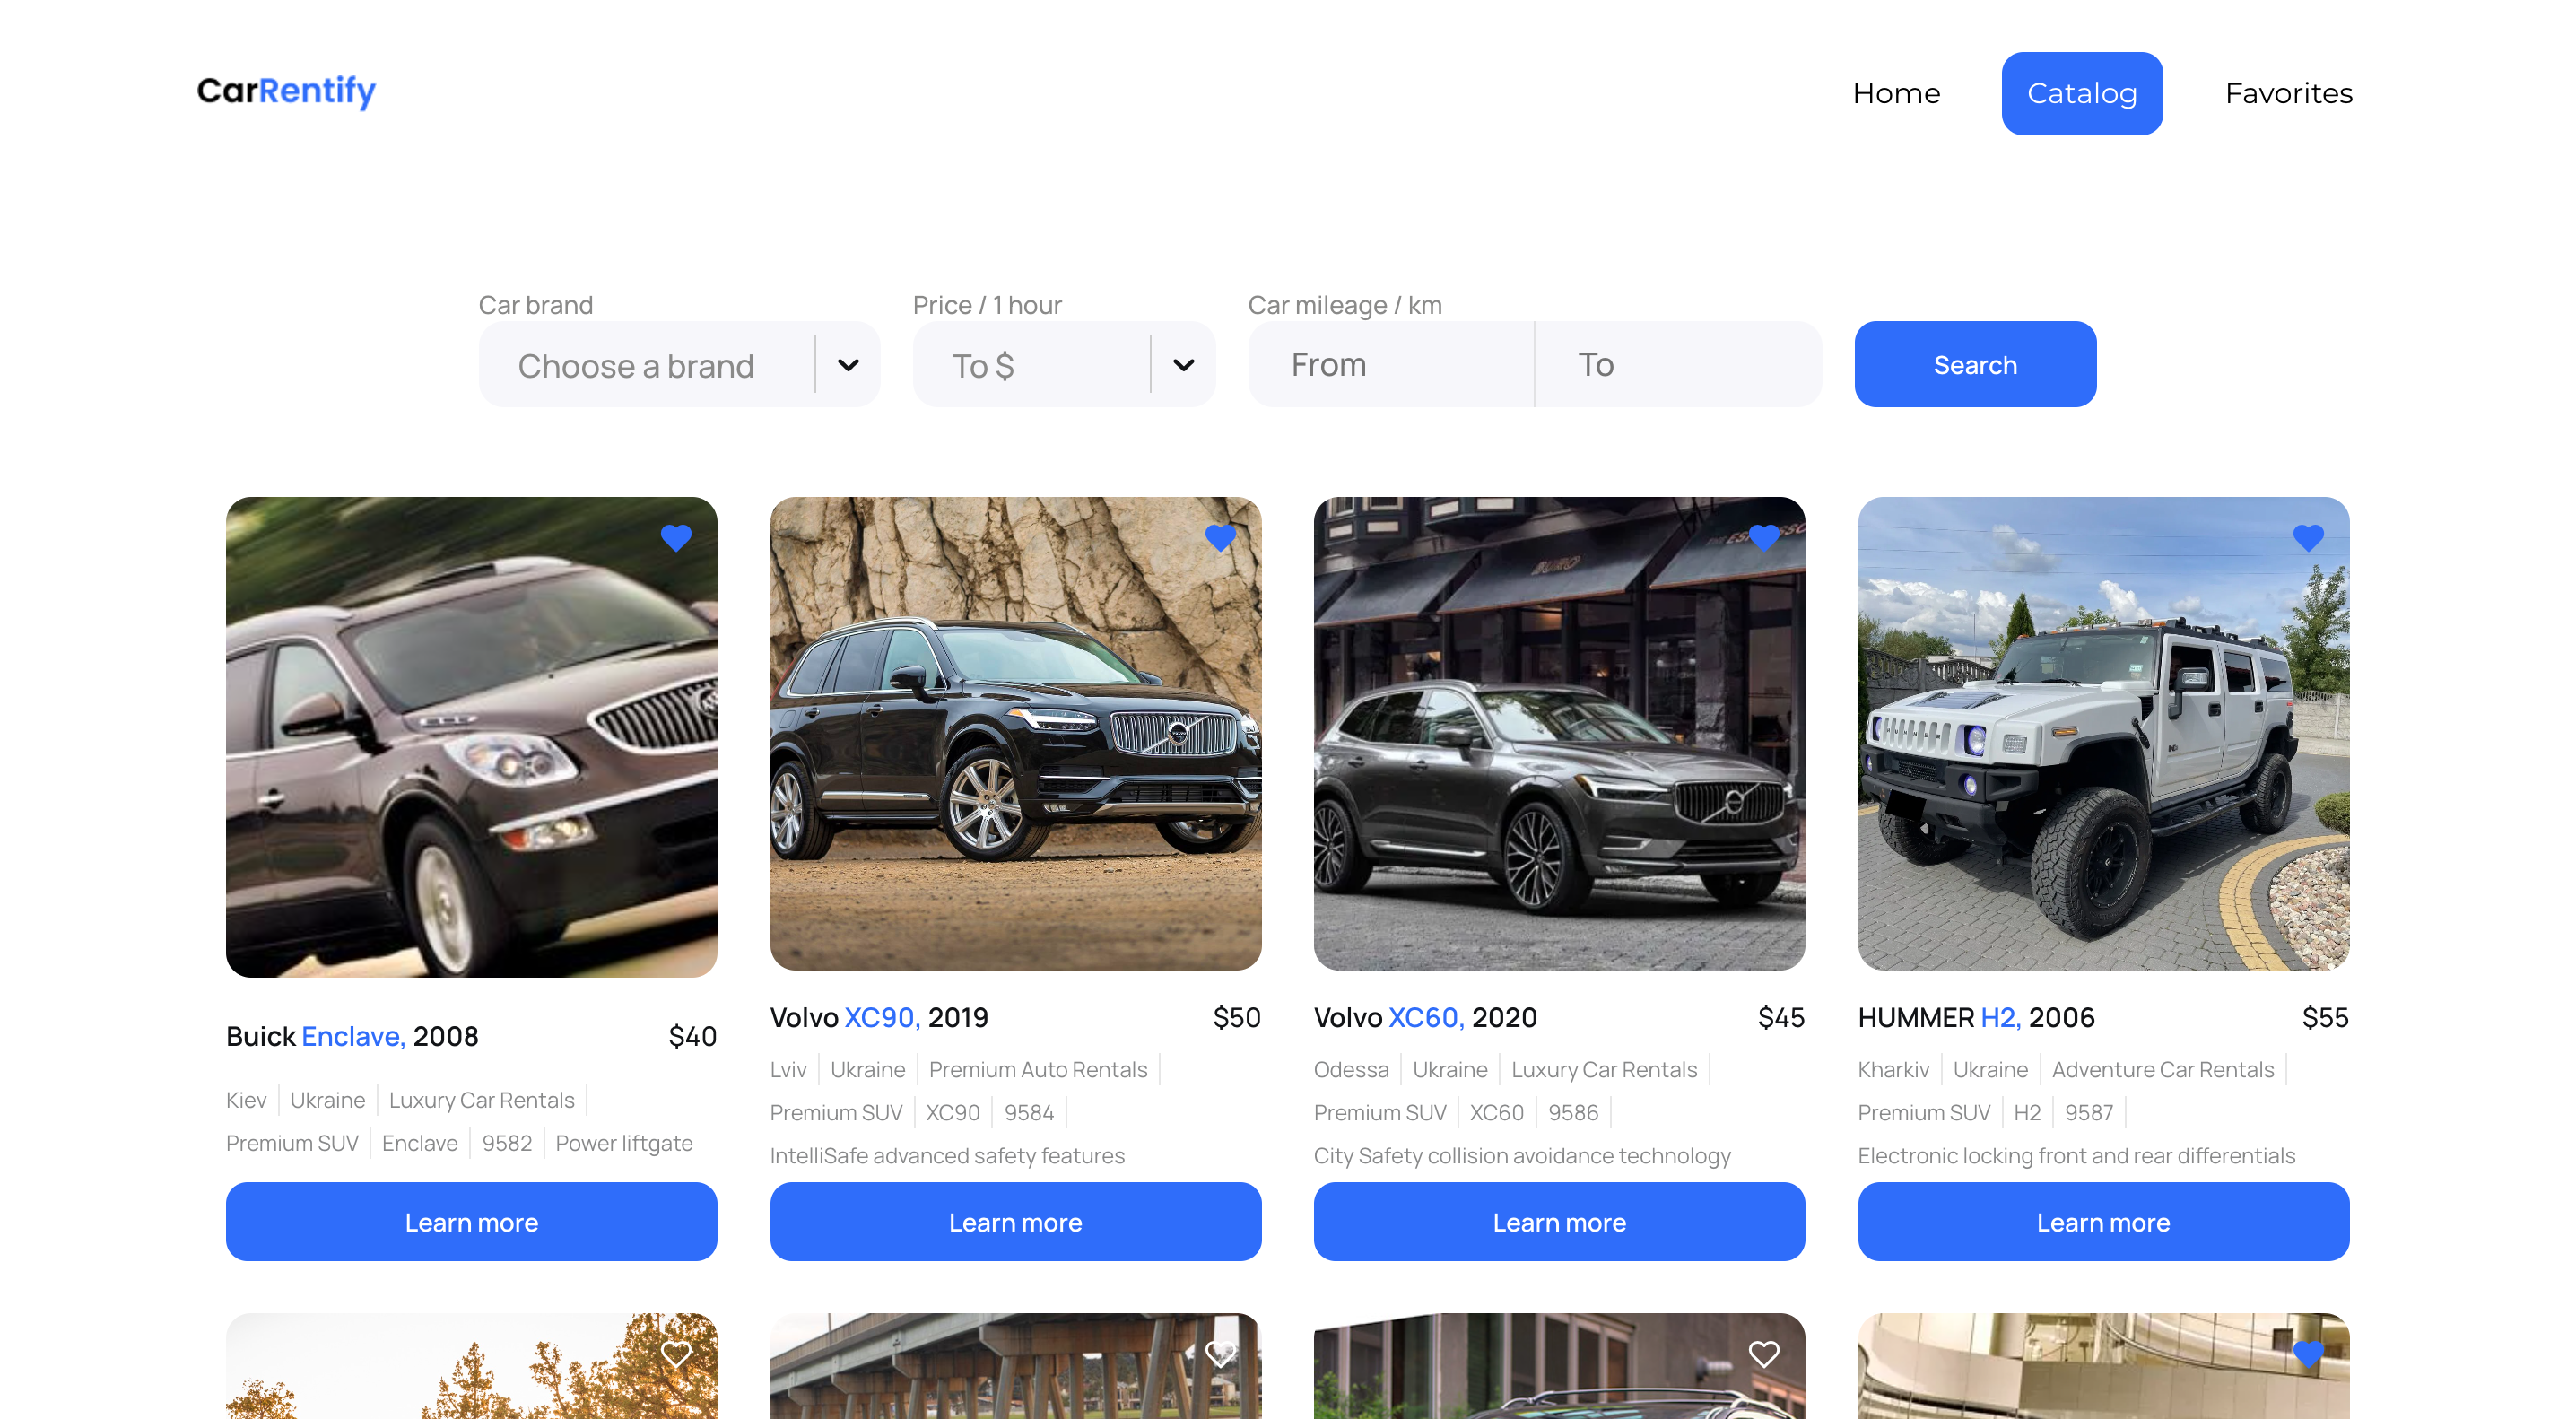 CarRentify
Home
Catalog
Favorites
Car brand
Choose a brand
Price / 1 hour
To $
Car mileage / km
From
To
Search
Buick Enclave, 2008
$40
Kiev
Ukraine
Luxury Car Rentals
Premium SUV
Enclave
9582
Power liftgate
Learn more
Volvo XC90, 2019
$50
Lviv
Ukraine
Premium Auto Rentals
Premium SUV
XC90
9584
IntelliSafe advanced safety features
Learn more
Volvo XC60, 2020
$45
Odessa
Ukraine
Luxury Car Rentals
Premium SUV
XC60
9586
City Safety collision avoidance technology
Learn more
HUMMER H2, 2006
$55
Kharkiv
Ukraine
Adventure Car Rentals
Premium SUV
H2
9587
Electronic locking front and rear differentials
Learn more